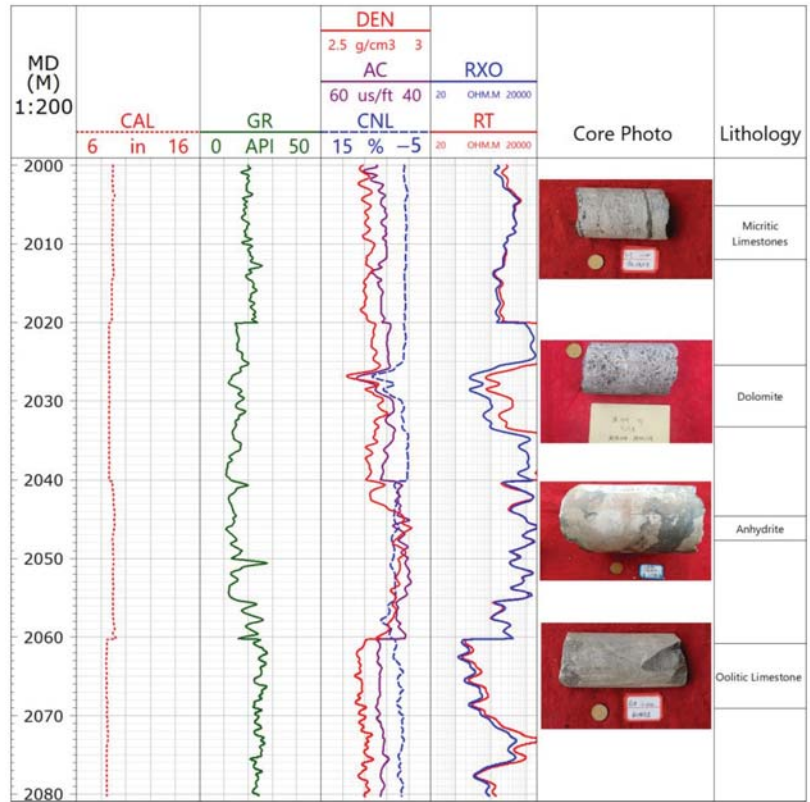 MD
(M)
1:200
CAL
6 in 16
GR
0 API 50
DEN
2.5 g/cm3 3
AC
60 us/ft 40
CNL
15 % −5
RXO
20 OHM.M 20000
RT
20 OHM.M 20000
Core Photo
Lithology
2000
2010
2020
2030
2040
2050
2060
2070
2080
Micritic
Limestones
Dolomite
Anhydrite
Oolitic Limestone